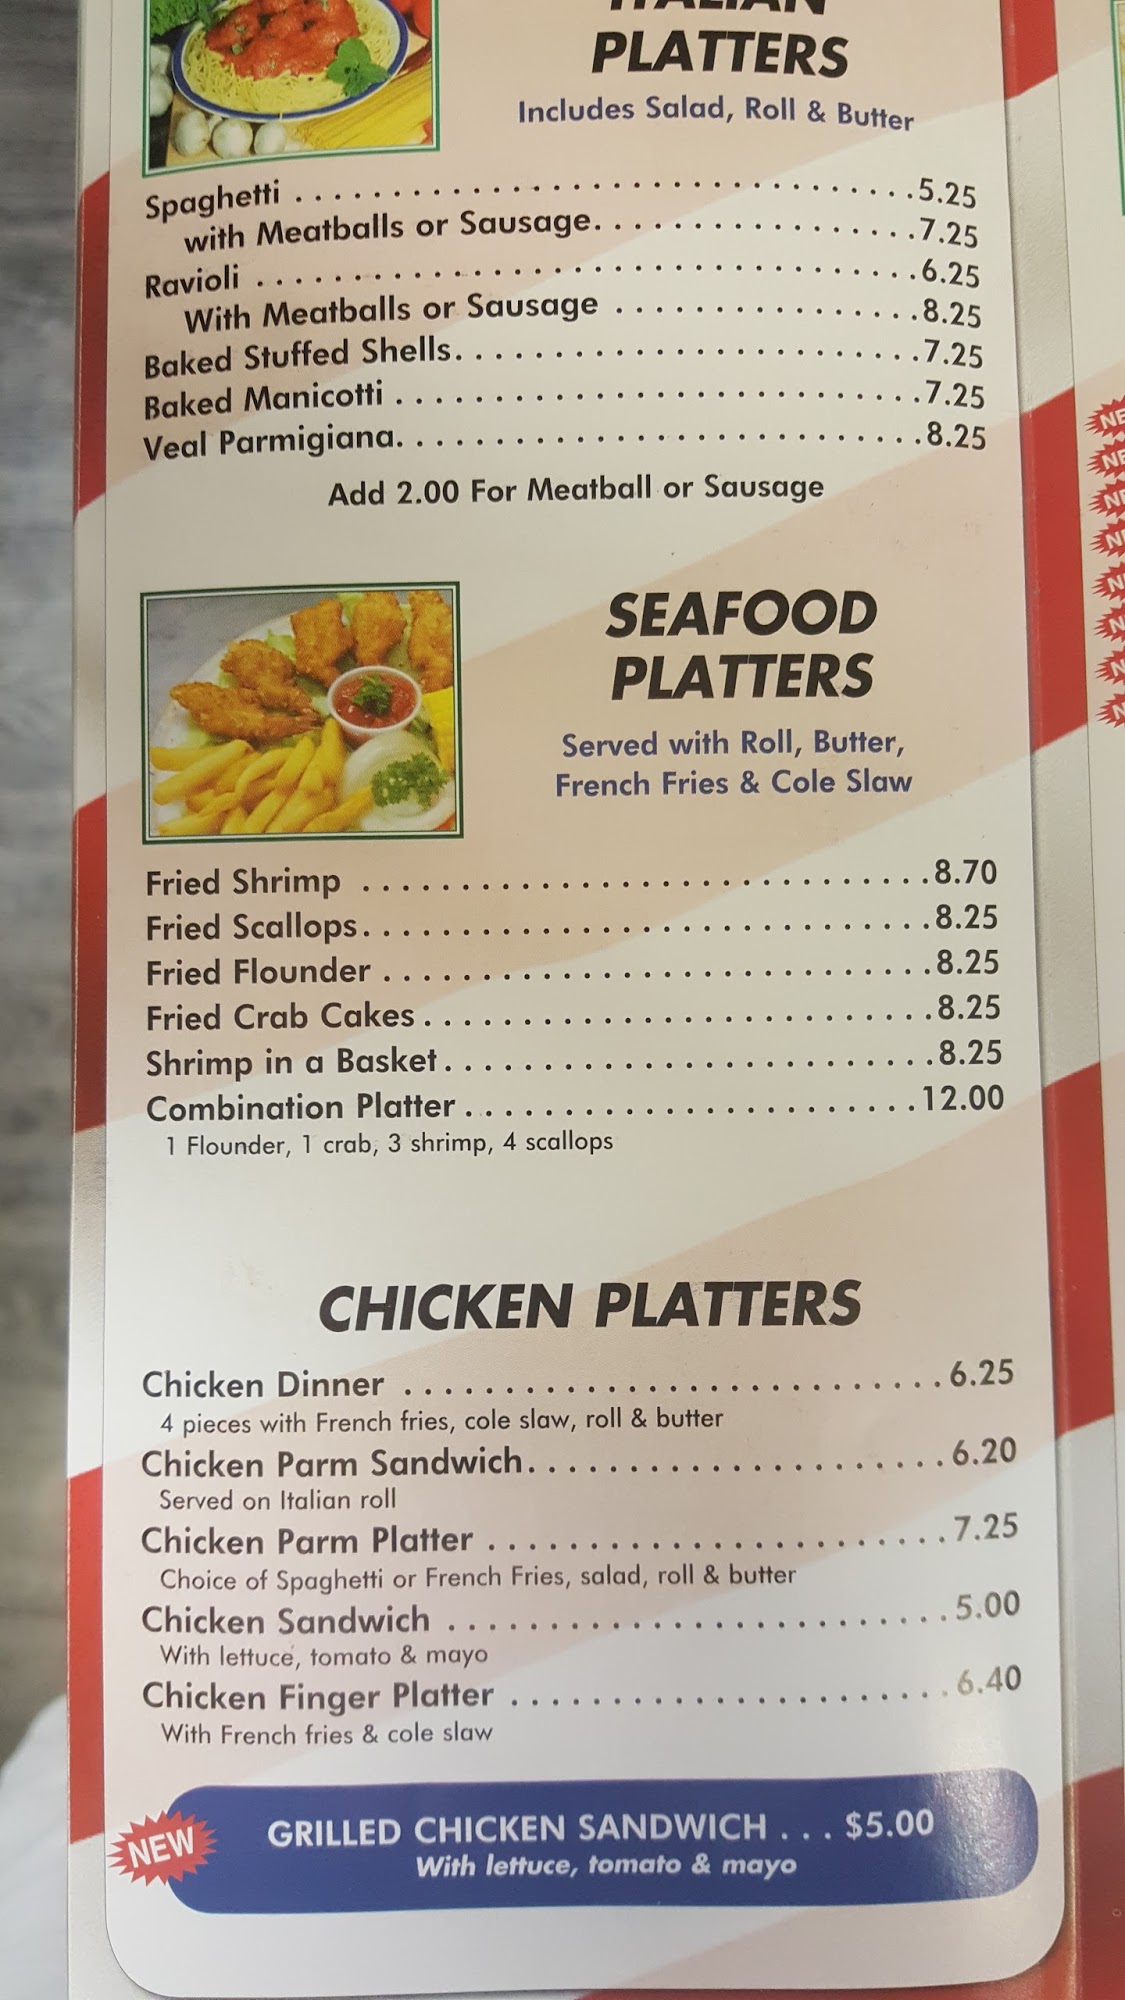 ITALIAN
PLATTERS
Includes Salad, Roll & Butter
Spaghetti . . . . . . . . . . . . . . . . . . . . . . . . . . . . . . . 5.25
with Meatballs or Sausage. . . . . . . . . . . . . . . . . 7.25
Ravioli . . . . . . . . . . . . . . . . . . . . . . . . . . . . . . . . . 6.25
With Meatballs or Sausage . . . . . . . . . . . . . . . . 8.25
Baked Stuffed Shells. . . . . . . . . . . . . . . . . . . . . . . . 7.25
Baked Manicotti . . . . . . . . . . . . . . . . . . . . . . . . . . . 7.25
Veal Parmigiana. . . . . . . . . . . . . . . . . . . . . . . . . . . 8.25
Add 2.00 For Meatball or Sausage
SEAFOOD
PLATTERS
Served with Roll, Butter,
French Fries & Cole Slaw
Fried Shrimp . . . . . . . . . . . . . . . . . . . . . . . . . . . . . 8.70
Fried Scallops. . . . . . . . . . . . . . . . . . . . . . . . . . . . . 8.25
Fried Flounder . . . . . . . . . . . . . . . . . . . . . . . . . . . . 8.25
Fried Crab Cakes . . . . . . . . . . . . . . . . . . . . . . . . . . 8.25
Shrimp in a Basket. . . . . . . . . . . . . . . . . . . . . . . . . 8.25
Combination Platter . . . . . . . . . . . . . . . . . . . . . . . 12.00
1 Flounder, 1 crab, 3 shrimp, 4 scallops
CHICKEN PLATTERS
Chicken Dinner . . . . . . . . . . . . . . . . . . . . . . . . . . . 6.25
4 pieces with French fries, cole slaw, roll & butter
Chicken Parm Sandwich. . . . . . . . . . . . . . . . . . . . . 6.20
Served on Italian roll
Chicken Parm Platter . . . . . . . . . . . . . . . . . . . . . . . 7.25
Choice of Spaghetti or French Fries, salad, roll & butter
Chicken Sandwich . . . . . . . . . . . . . . . . . . . . . . . . . 5.00
With lettuce, tomato & mayo
Chicken Finger Platter . . . . . . . . . . . . . . . . . . . . . . 6.40
With French fries & cole slaw
NEW
GRILLED CHICKEN SANDWICH . . . $5.00
With lettuce, tomato & mayo